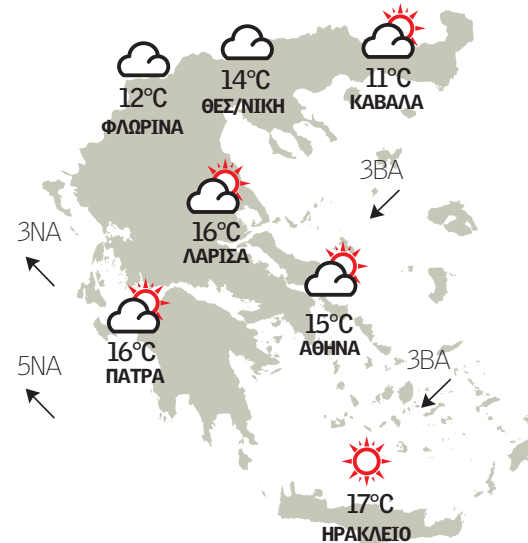 12°C
ΦΛΩΡΙΝΑ
14°C
ΘΕΣ/ΝΙΚΗ
11°C
ΚΑΒΑΛΑ
3ΒΑ
16°C
ΛΑΡΙΣΑ
3ΝΑ
15°C
ΑΘΗΝΑ
16°C
ΠΑΤΡΑ
5ΝΑ
3ΒΑ
17°C
ΗΡΑΚΛΕΙΟ